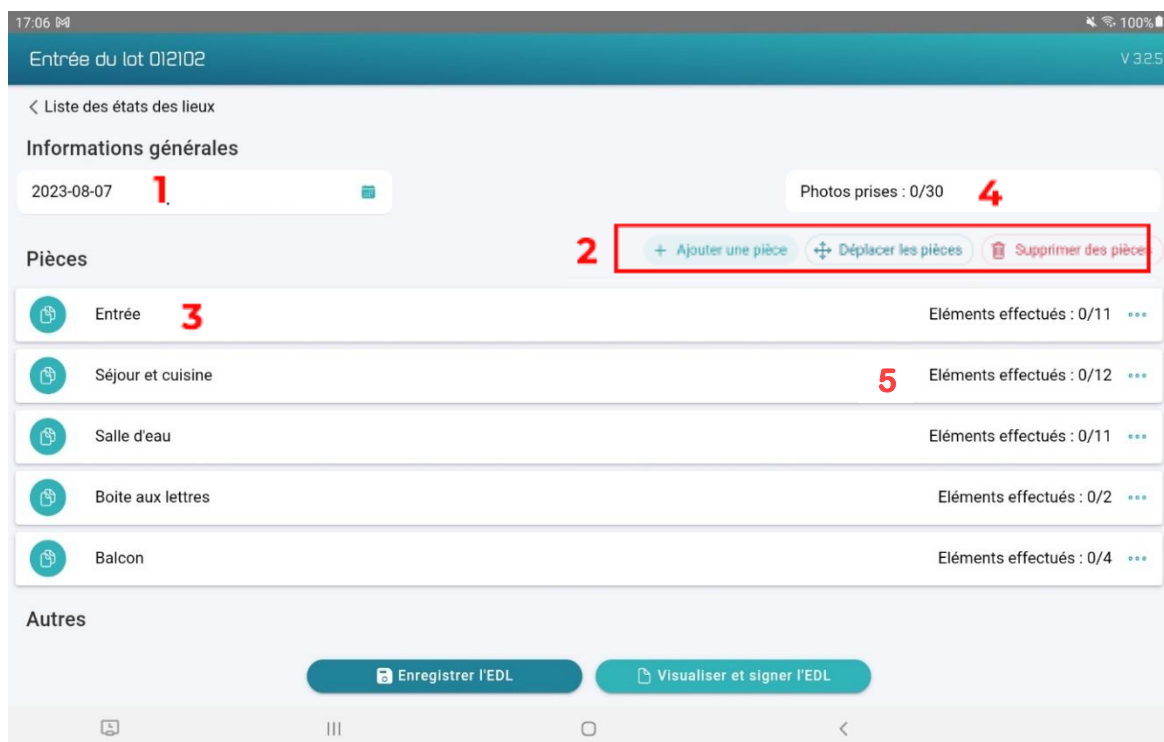 17:06 100%
Entrée du lot 012102 V 3.2.5
< Liste des états des lieux
Informations générales
2023-08-07 1. Photos prises : 0/30 4
2 + Ajouter une pièce Déplacer les pièces Supprimer des pièces
Pièces
Entrée 3 Eléments effectués : 0/11 •••
Séjour et cuisine 5 Eléments effectués : 0/12 •••
Salle d'eau Eléments effectués : 0/11 •••
Boite aux lettres Eléments effectués : 0/2 •••
Balcon Eléments effectués : 0/4 •••
Autres
Enregistrer l'EDL Visualiser et signer l'EDL